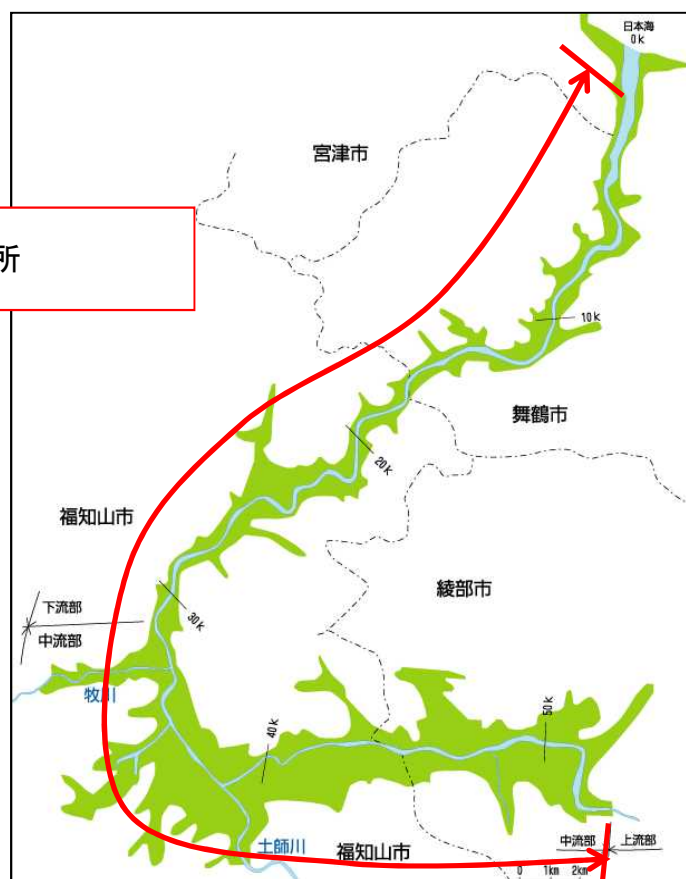 日本海
0k
宮津市
所
10k
舞鶴市
20k
福知山市
綾部市
30k
下流部
中流部
牧川
40k
50k
土師川
福知山市
中流部
上流部
0 1km 2km